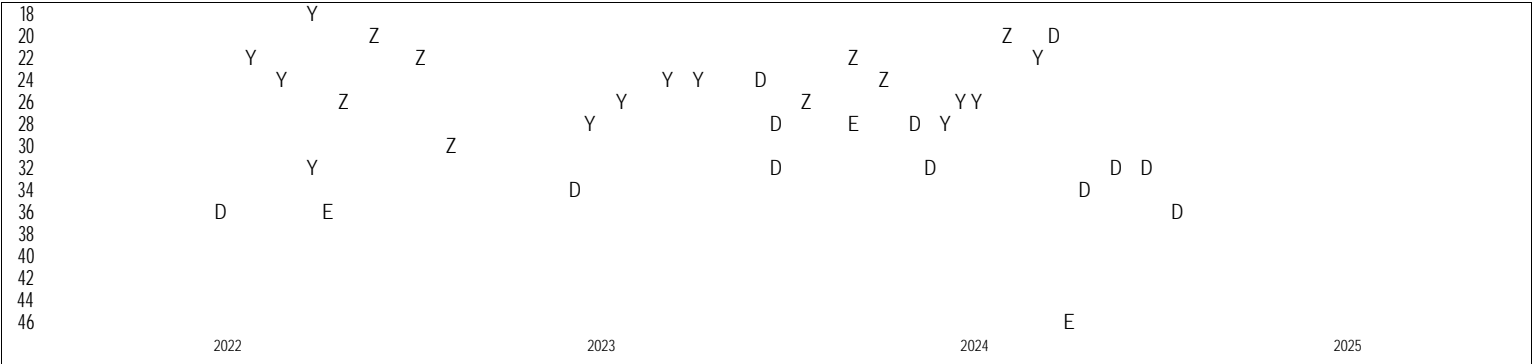 18 Y
20 Z Z D
22 Y Z Z Y
24 Y Y Y D Z
26 Z Y Z Y Y
28 Y D E D Y
30 Z
32 Y D D D D
34 D D
36 D E D
38
40
42
44
46 E
2022 2023 2024 2025